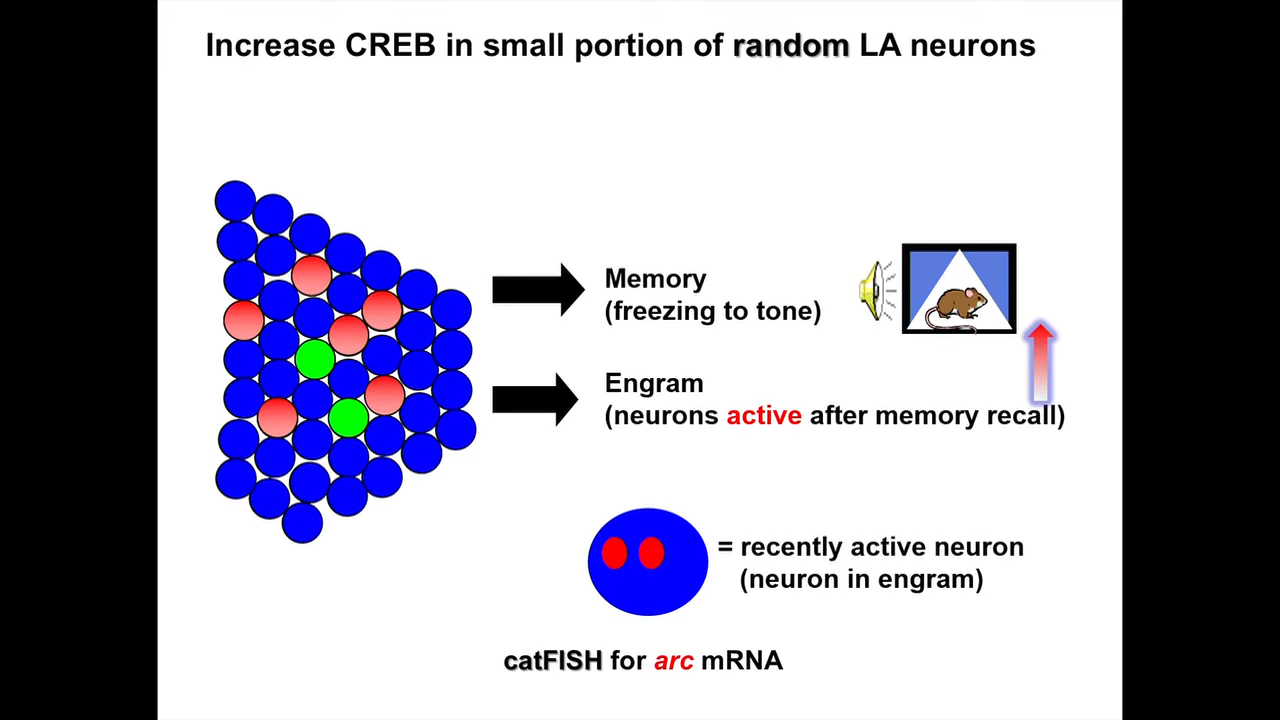 Increase CREB in small portion of random LA neurons
Memory
(freezing to tone)
Engram
(neurons active after memory recall)
= recently active neuron
(neuron in engram)
catFISH for arc mRNA